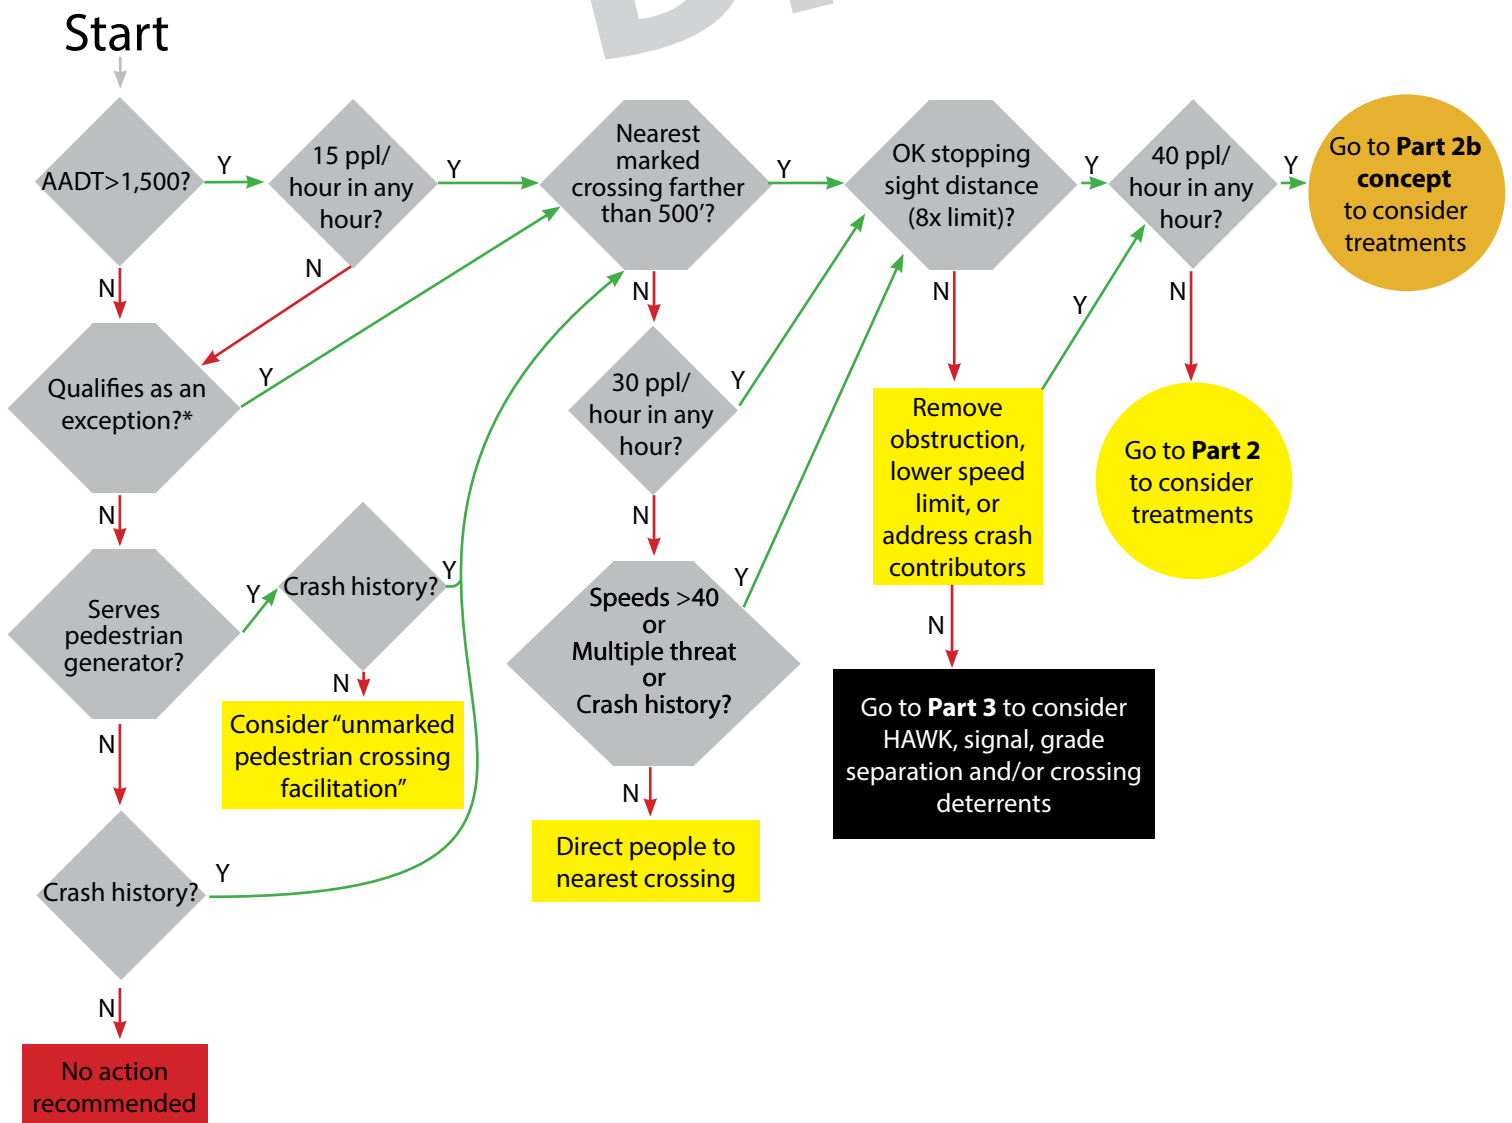 Start
AADT>1,500?
Y
15 ppl/
hour in any
hour?
Y
Nearest
marked
crossing farther
than 500’?
Y
OK stopping
sight distance
(8x limit)?
Y
40 ppl/
hour in any
hour?
Y
Go to Part 2b
concept
to consider
treatments
N
N
N
N
N
Qualifies as an
exception?*
Y
30 ppl/
hour in any
hour?
Y
Y
Remove
obstruction,
lower speed
limit, or
address crash
contributors
Go to Part 2
to consider
treatments
N
N
Serves
pedestrian
generator?
Y
Crash history?
Y
Speeds >40
or
Multiple threat
or
Crash history?
Y
N
N
Consider “unmarked
pedestrian crossing
facilitation”
Go to Part 3 to consider
HAWK, signal, grade
separation and/or crossing
deterrents
N
N
Direct people to
nearest crossing
Crash history?
Y
N
No action
recommended